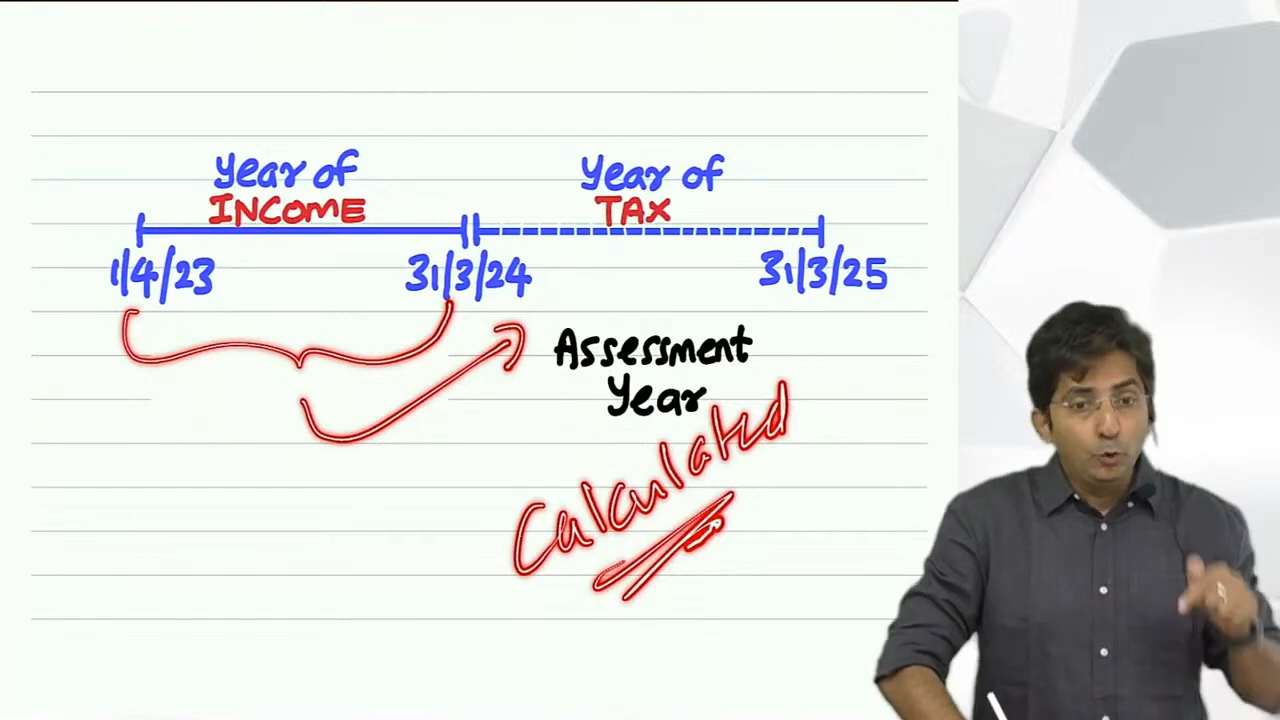 Year of
INCOME
Year of
TAX
1/4/23
31/3/24
31/3/25
Assessment
Year
Calculated